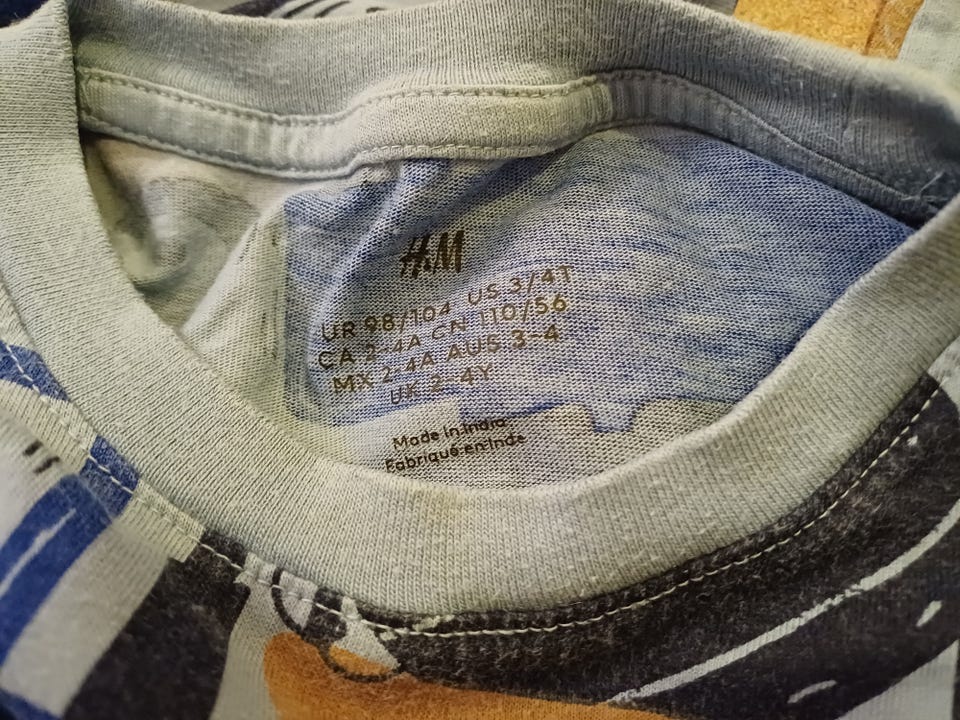 H&M
UR 98/104 US 3/4T
CA 2-4A CN 110/56
MX 2-4A AUS 3-4
UK 2-4Y
Made in India
Fabriqué en Inde